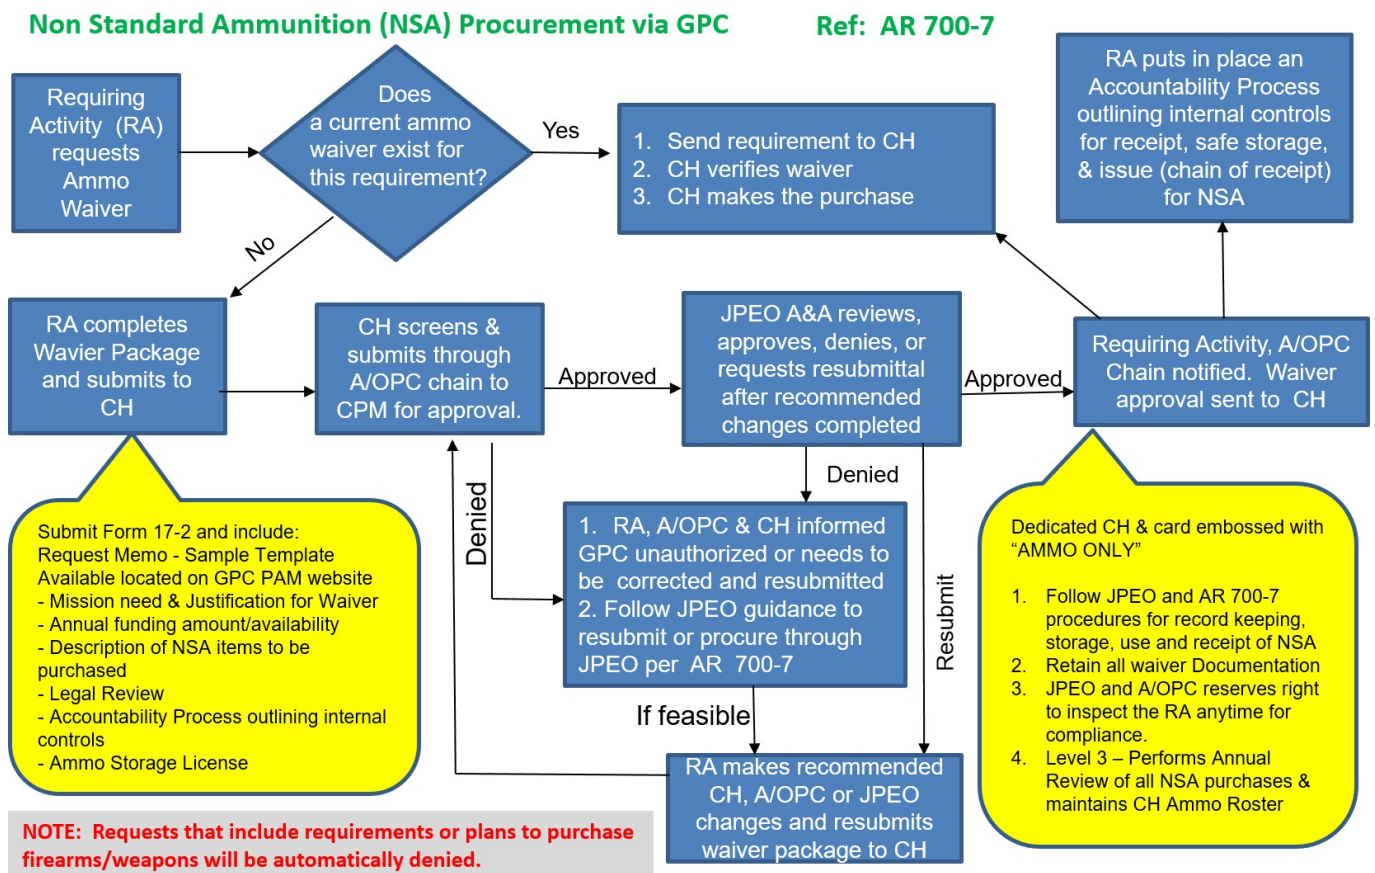 Non Standard Ammunition (NSA) Procurement via GPC
Ref: AR 700-7
Requiring
Activity (RA)
requests
Ammo
Waiver
Does
a current ammo
waiver exist for
this requirement?
Yes
1. Send requirement to CH
2. CH verifies waiver
3. CH makes the purchase
RA puts in place an
Accountability Process
outlining internal controls
for receipt, safe storage,
& issue (chain of receipt)
for NSA
No
RA completes
Wavier Package
and submits to
CH
CH screens &
submits through
A/OPC chain to
CPM for approval.
Approved
JPEO A&A reviews,
approves, denies, or
requests resubmittal
after recommended
changes completed
Approved
Requiring Activity, A/OPC
Chain notified. Waiver
approval sent to CH
Denied
Denied
Resubmit
1. RA, A/OPC & CH informed
GPC unauthorized or needs to
be corrected and resubmitted
2. Follow JPEO guidance to
resubmit or procure through
JPEO per AR 700-7
If feasible
RA makes recommended
CH, A/OPC or JPEO
changes and resubmits
waiver package to CH
Submit Form 17-2 and include:
Request Memo - Sample Template
Available located on GPC PAM website
- Mission need & Justification for Waiver
- Annual funding amount/availability
- Description of NSA items to be
purchased
- Legal Review
- Accountability Process outlining internal
controls
- Ammo Storage License
Dedicated CH & card embossed with
“AMMO ONLY”
1. Follow JPEO and AR 700-7
procedures for record keeping,
storage, use and receipt of NSA
2. Retain all waiver Documentation
3. JPEO and A/OPC reserves right
to inspect the RA anytime for
compliance.
4. Level 3 – Performs Annual
Review of all NSA purchases &
maintains CH Ammo Roster
NOTE: Requests that include requirements or plans to purchase
firearms/weapons will be automatically denied.